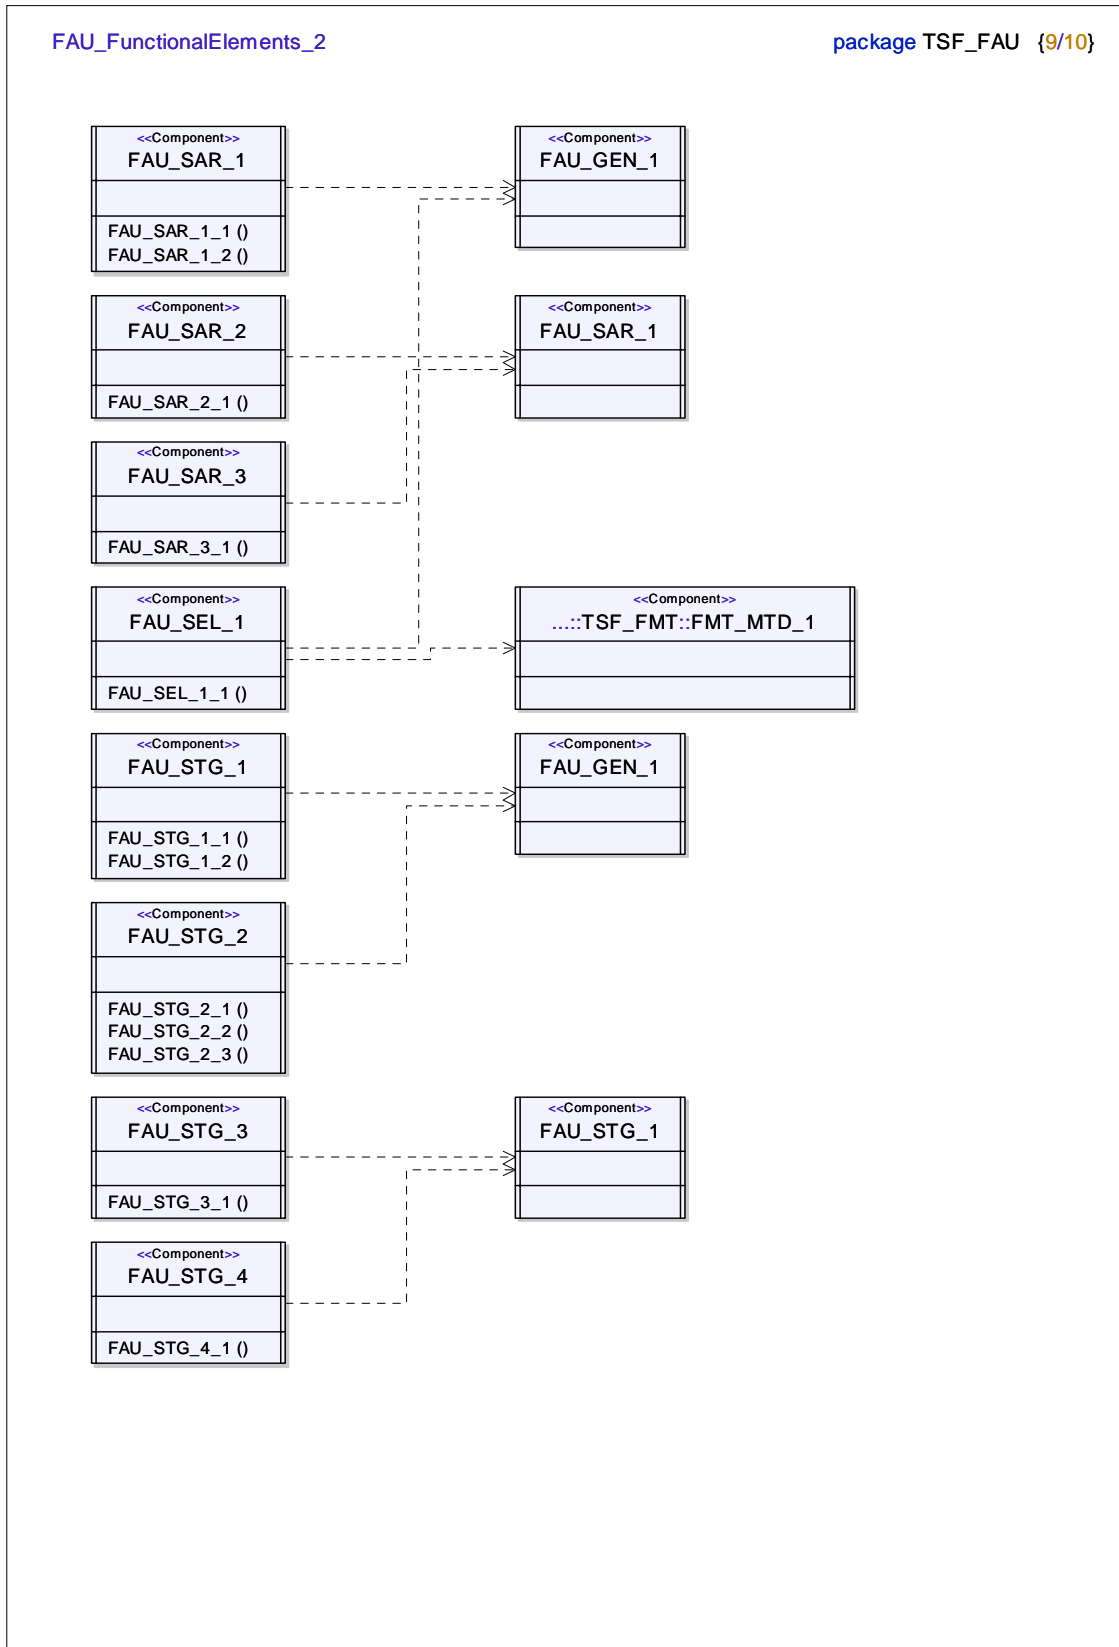 FAU_FunctionalElements_2
package TSF_FAU {9/10}
<<Component>>
FAU_SAR_1
FAU_SAR_1_1 ()
FAU_SAR_1_2 ()
<<Component>>
FAU_GEN_1
<<Component>>
FAU_SAR_2
FAU_SAR_2_1 ()
<<Component>>
FAU_SAR_1
<<Component>>
FAU_SAR_3
FAU_SAR_3_1 ()
<<Component>>
FAU_SEL_1
FAU_SEL_1_1 ()
<<Component>>
...::TSF_FMT::FMT_MTD_1
<<Component>>
FAU_STG_1
FAU_STG_1_1 ()
FAU_STG_1_2 ()
<<Component>>
FAU_GEN_1
<<Component>>
FAU_STG_2
FAU_STG_2_1 ()
FAU_STG_2_2 ()
FAU_STG_2_3 ()
<<Component>>
FAU_STG_3
FAU_STG_3_1 ()
<<Component>>
FAU_STG_1
<<Component>>
FAU_STG_4
FAU_STG_4_1 ()